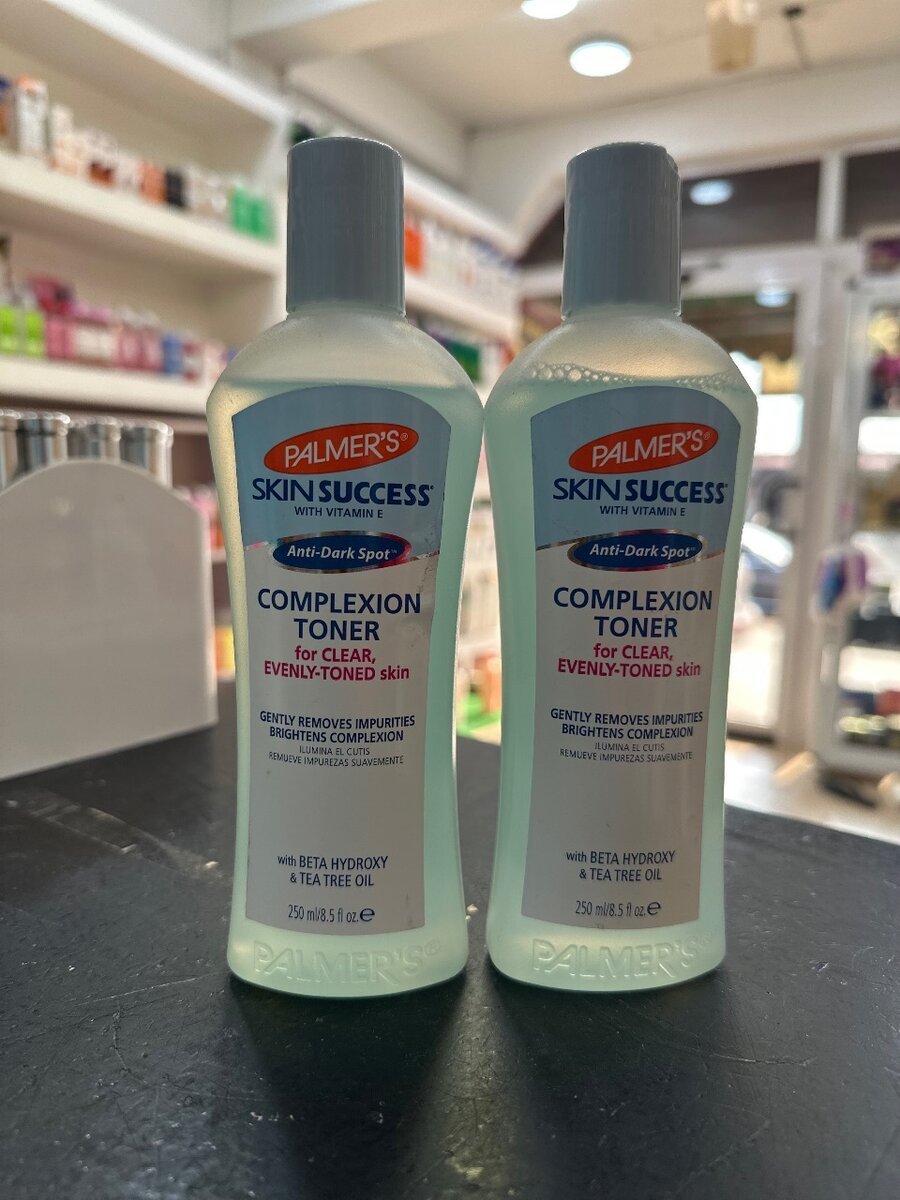 PALMER'S®
SKIN SUCCESS®
WITH VITAMIN E
Anti-Dark Spot™
COMPLEXION
TONER
for CLEAR,
EVENLY-TONED skin
GENTLY REMOVES IMPURITIES
BRIGHTENS COMPLEXION
ILUMINA EL CUTIS
REMUEVE IMPUREZAS SUAVEMENTE
with BETA HYDROXY
& TEA TREE OIL
250 ml/8.5 fl oz.℮
PALMER'S®
PALMER'S®
SKIN SUCCESS®
WITH VITAMIN E
Anti-Dark Spot™
COMPLEXION
TONER
for CLEAR,
EVENLY-TONED skin
GENTLY REMOVES IMPURITIES
BRIGHTENS COMPLEXION
ILUMINA EL CUTIS
REMUEVE IMPUREZAS SUAVEMENTE
with BETA HYDROXY
& TEA TREE OIL
250 ml/8.5 fl oz.℮
PALMER'S®